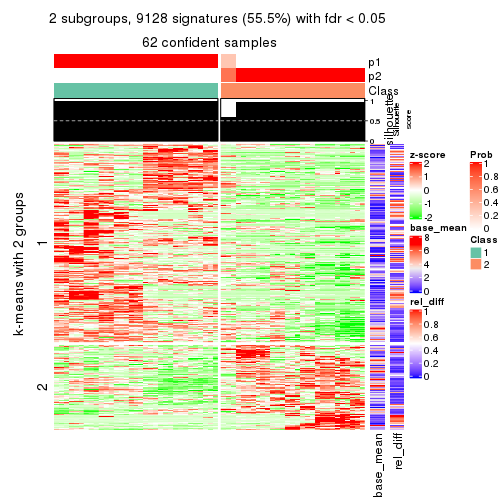 2 subgroups, 9128 signatures (55.5%) with fdr < 0.05
62 confident samples
p1
p2
Class
silhouette
Silhouette
score
1
0.5
0
k-means with 2 groups
1
2
base_mean
rel_diff
z-score
2
1
0
-1
-2
base_mean
8
6
4
2
0
rel_diff
1
0.8
0.6
0.4
0.2
0
Prob
1
0.8
0.6
0.4
0.2
0
Class
1
2